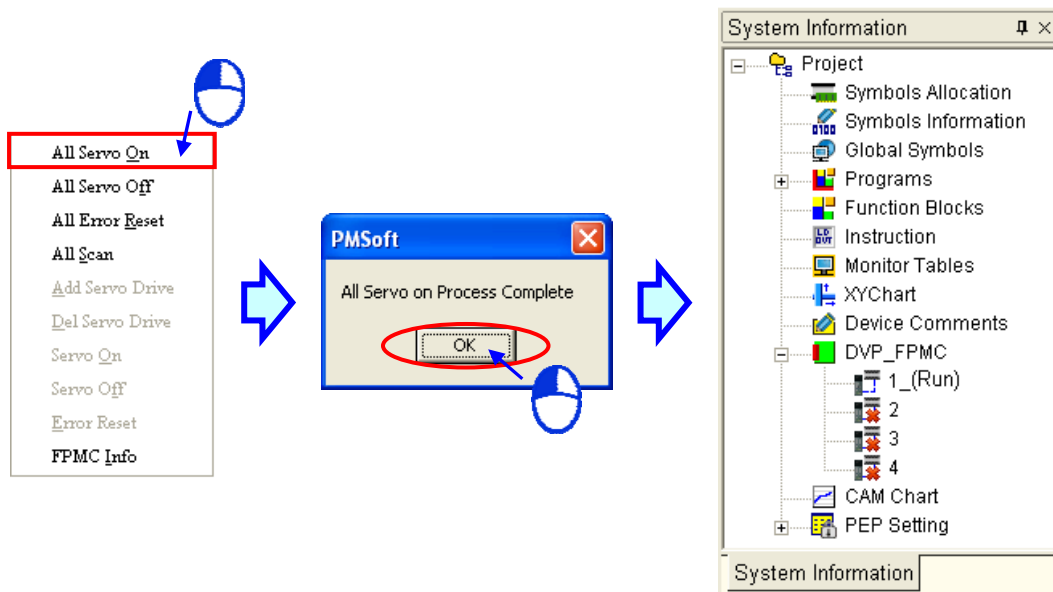 All Servo On
All Servo Off
All Error Reset
All Scan
Add Servo Drive
Del Servo Drive
Servo On
Servo Off
Error Reset
FPMC Info
PMSoft
All Servo on Process Complete
OK
System Information
Project
Symbols Allocation
0100
Symbols Information
Global Symbols
Programs
Function Blocks
LD
OUT
Instruction
Monitor Tables
XYChart
Device Comments
DVP_FPMC
1_(Run)
2
3
4
CAM Chart
PEP Setting
System Information